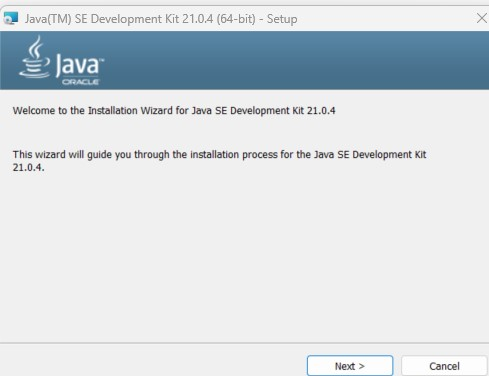 Java(TM) SE Development Kit 21.0.4 (64-bit) - Setup
Java™
ORACLE
Welcome to the Installation Wizard for Java SE Development Kit 21.0.4
This wizard will guide you through the installation process for the Java SE Development Kit
21.0.4.
Next >
Cancel